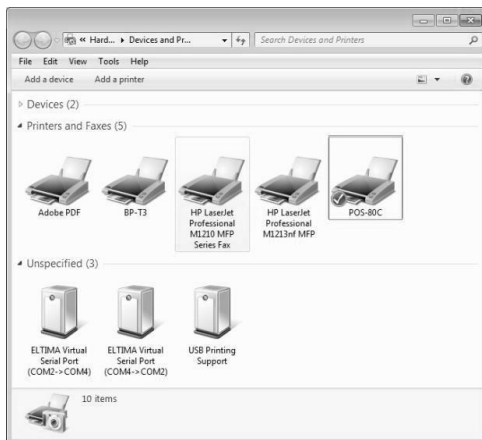 « Hard... ▸ Devices and Pr...
Search Devices and Printers
File Edit View Tools Help
Add a device Add a printer
Devices (2)
Printers and Faxes (5)
Adobe PDF
BP-T3
HP LaserJet
Professional
M1210 MFP
Series Fax
HP LaserJet
Professional
M1213nf MFP
POS-80C
Unspecified (3)
ELTIMA Virtual
Serial Port
(COM2->COM4)
ELTIMA Virtual
Serial Port
(COM4->COM2)
USB Printing
Support
10 items